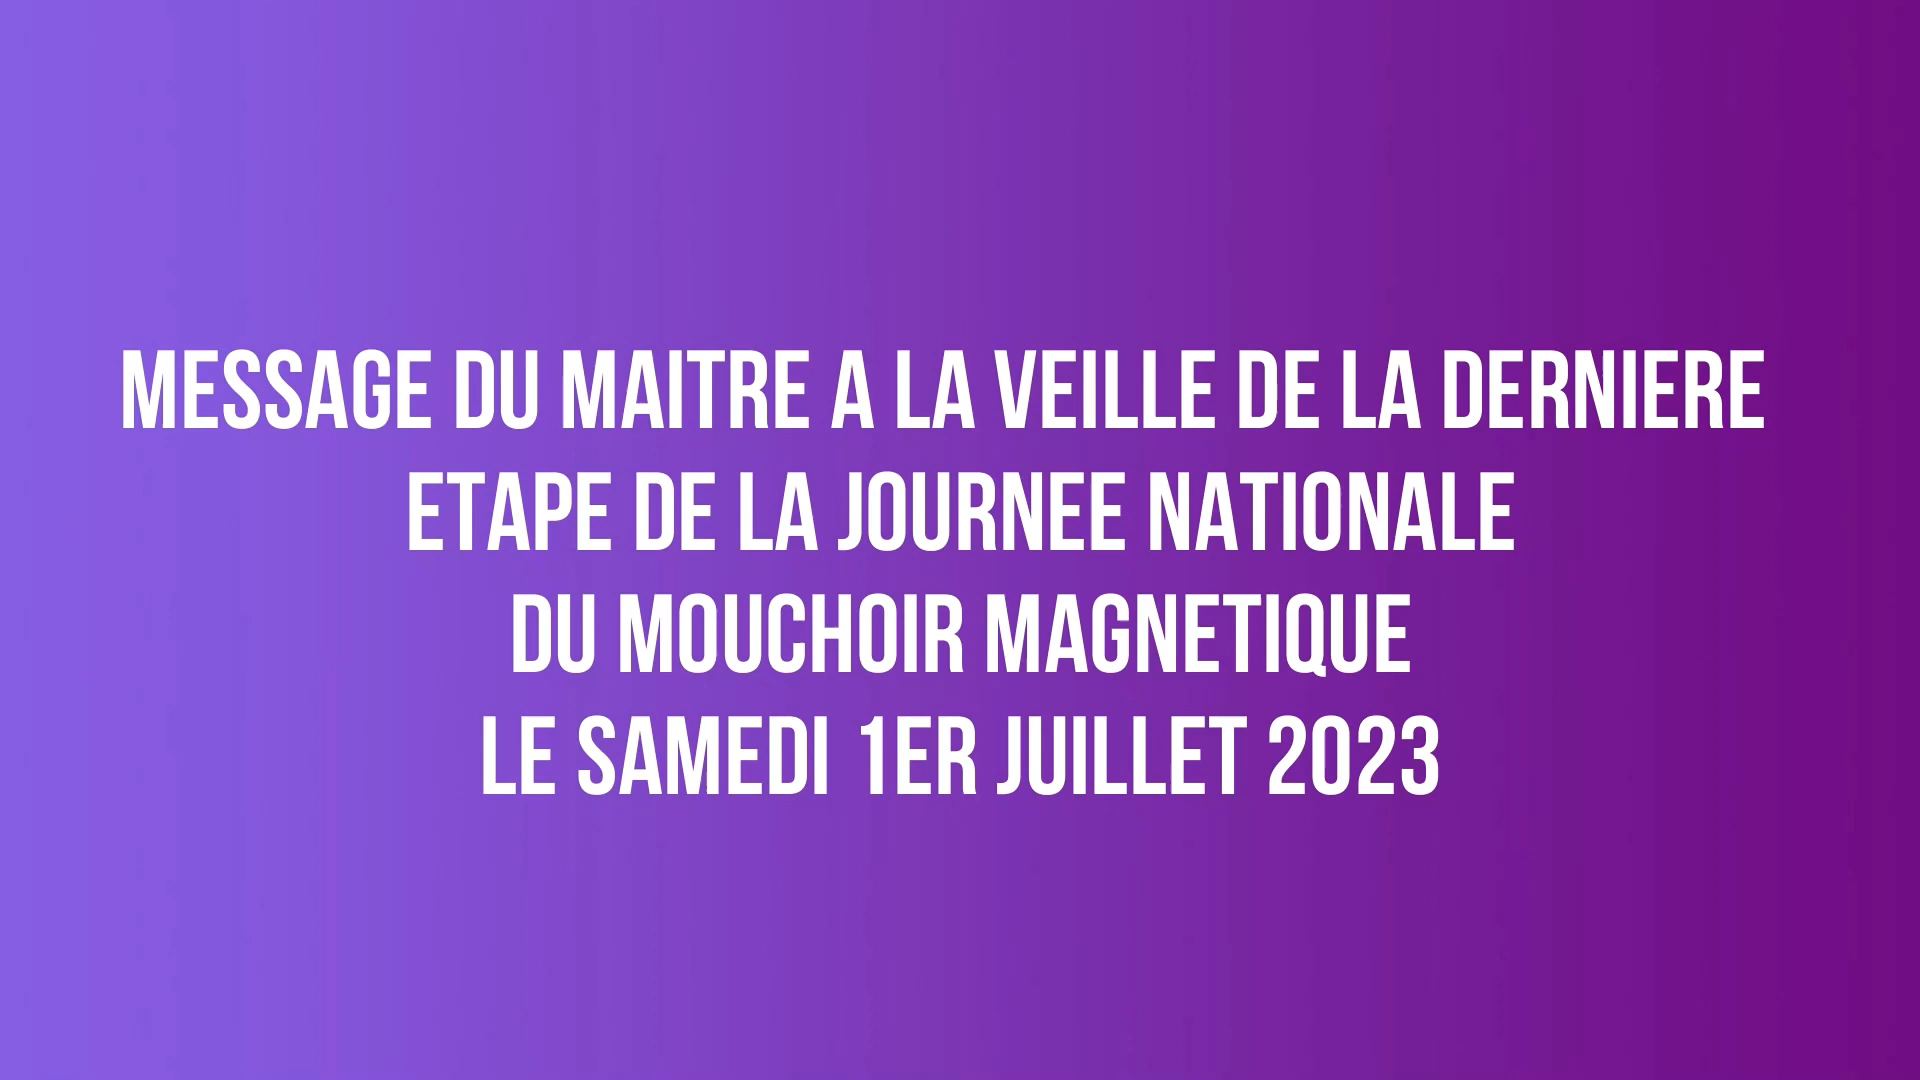 MESSAGE DU MAITRE A LA VEILLE DE LA DERNIERE
ETAPE DE LA JOURNEE NATIONALE
DU MOUCHOIR MAGNETIQUE
LE SAMEDI 1ER JUILLET 2023